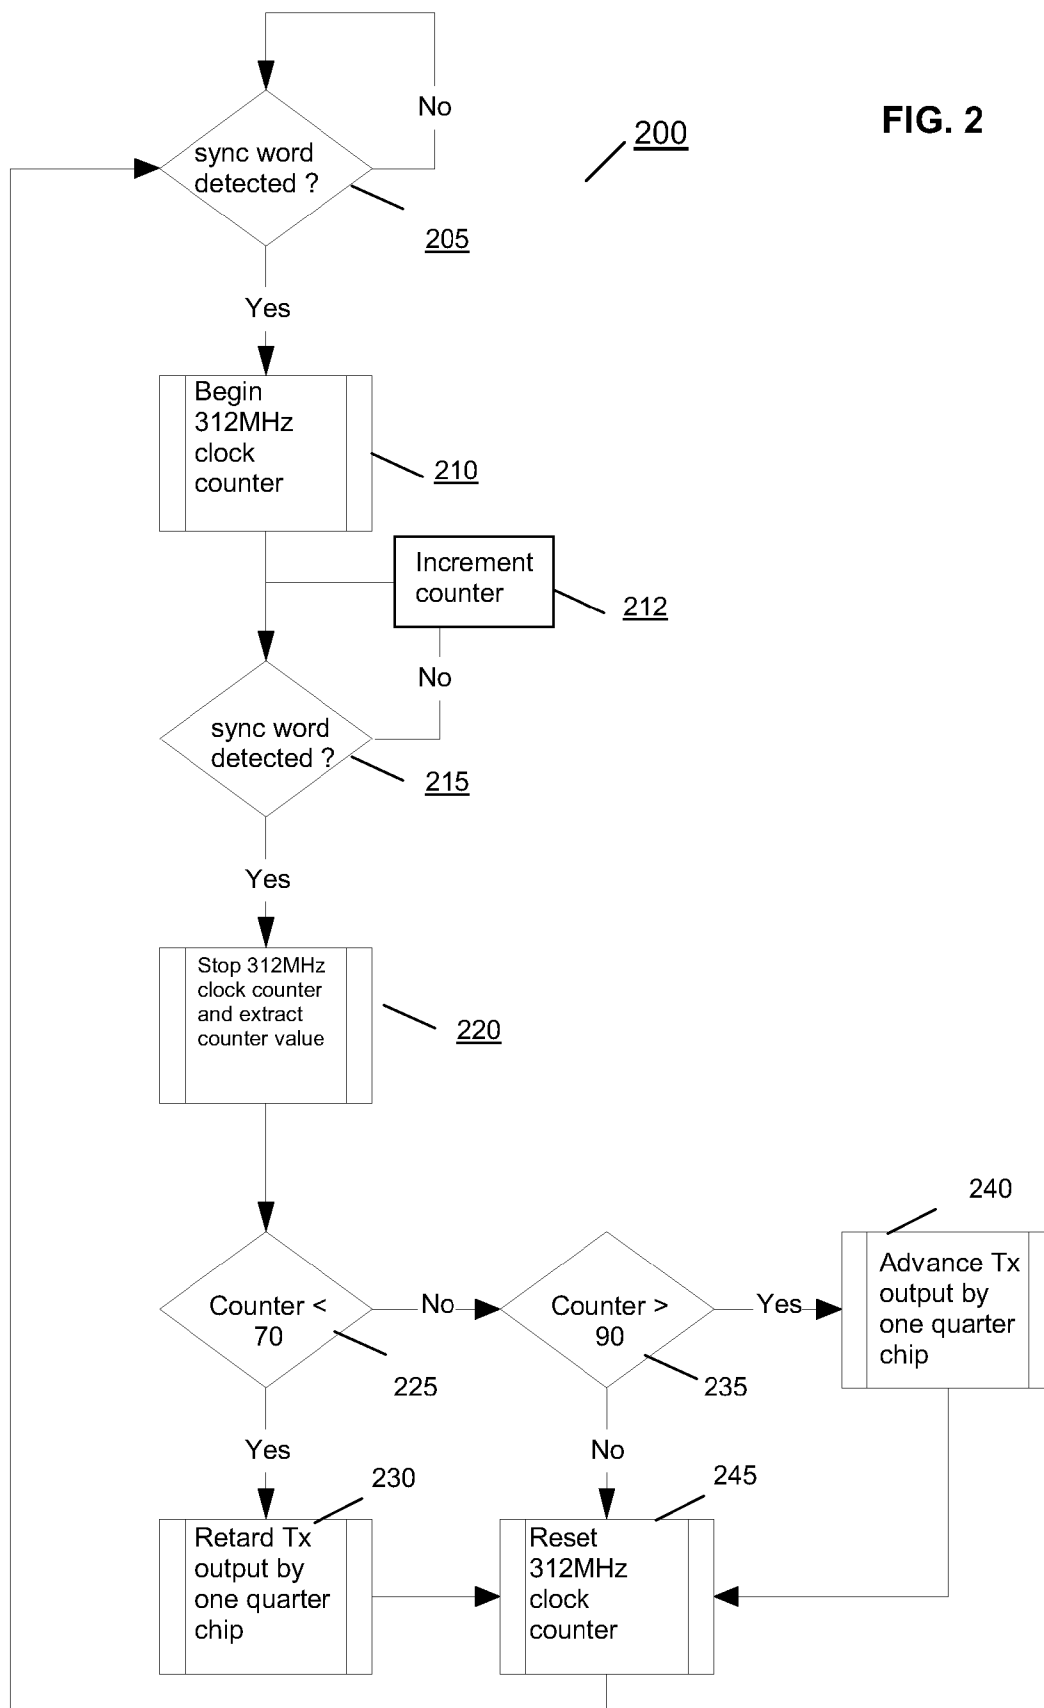 No
FIG. 2
200
sync word
detected ?
205
Yes
Begin
312MHz
clock
counter
210
Increment
counter
212
No
sync word
detected ?
215
Yes
Stop 312MHz
clock counter
and extract
counter value
220
240
Counter <
70
No
Counter >
90
Yes
Advance Tx
output by
one quarter
chip
225
235
Yes
No
230
245
Retard Tx
output by
one quarter
chip
Reset
312MHz
clock
counter